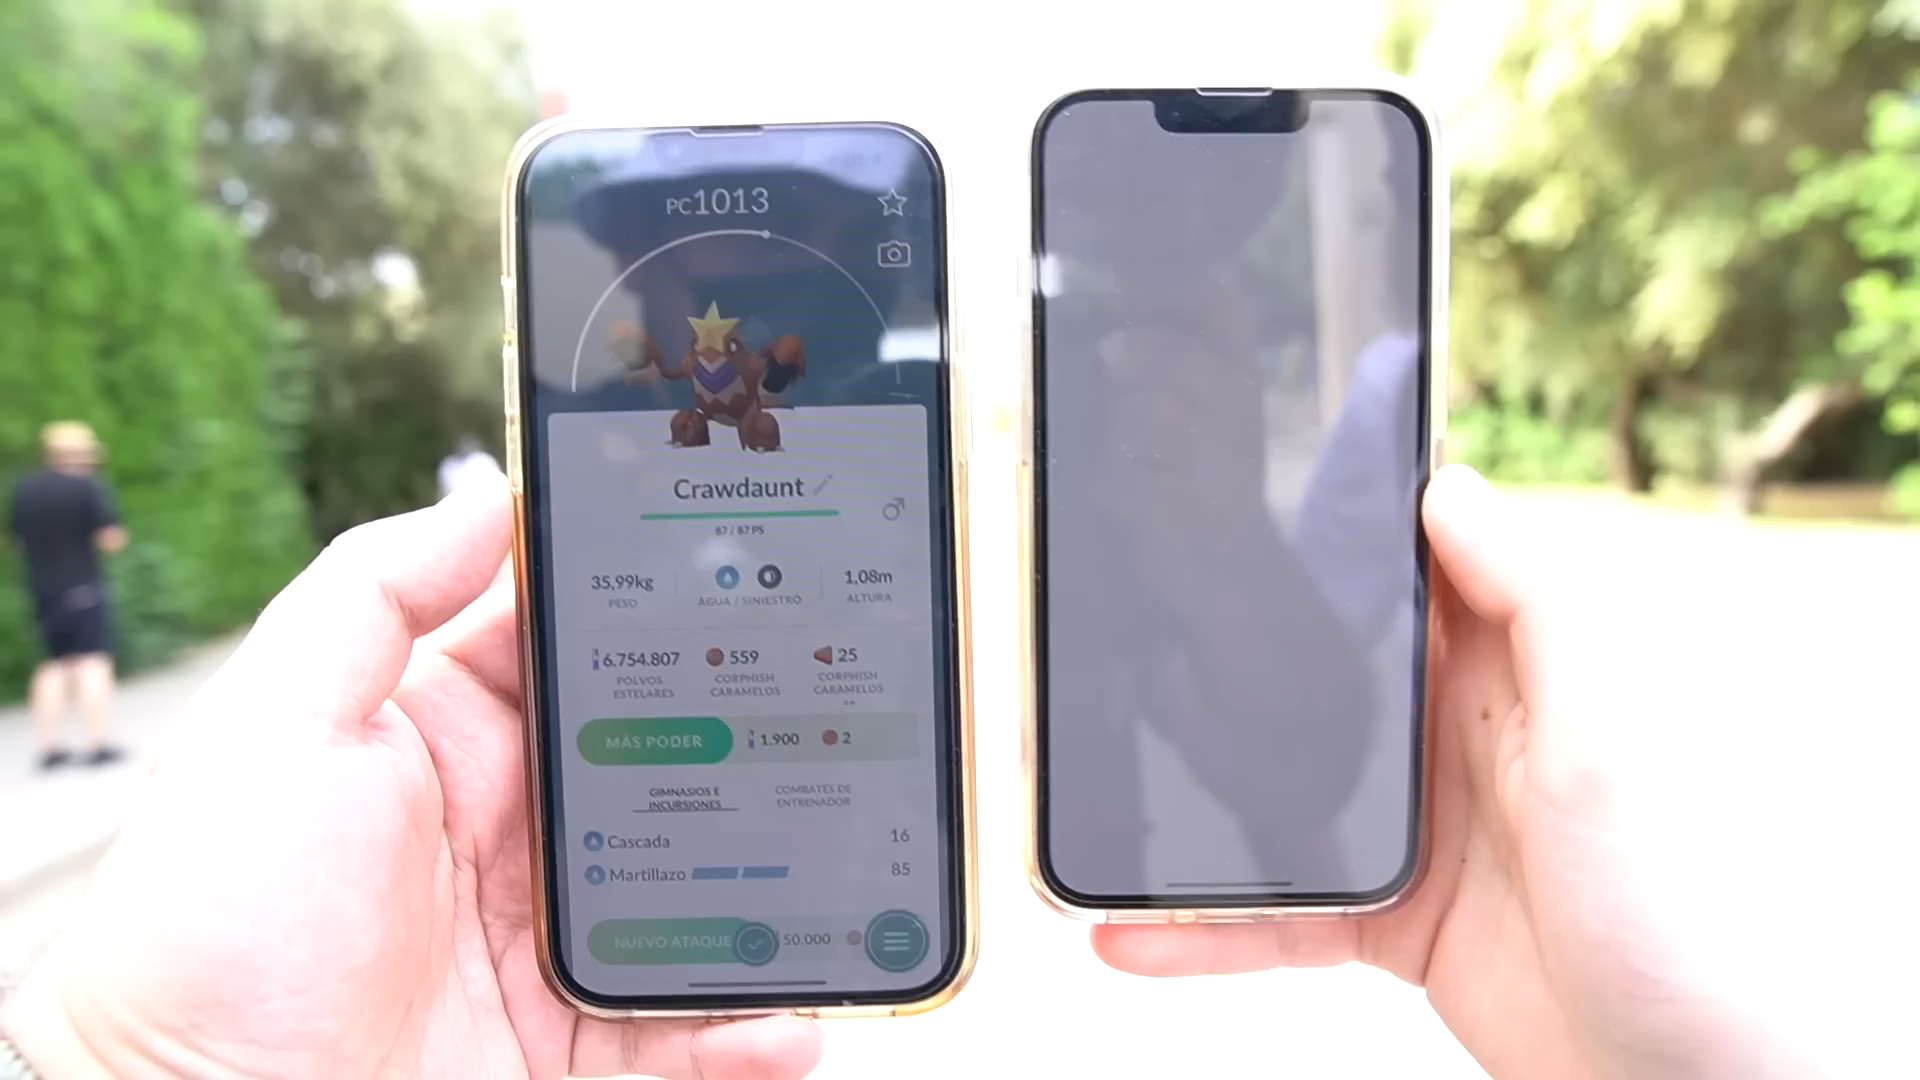 PC1013
Crawdaunt
87 / 87 PS
35,99kg
PESO
AGUA / SINIESTRO
1,08m
ALTURA
6.754.807
POLVOS
ESTELARES
559
CORPHISH
CARAMELOS
25
CORPHISH
CARAMELOS
++
MÁS PODER
1.900
2
GIMNASIOS E
INCURSIONES
COMBATES DE
ENTRENADOR
Cascada
16
Martillazo
85
NUEVO ATAQUE
50.000